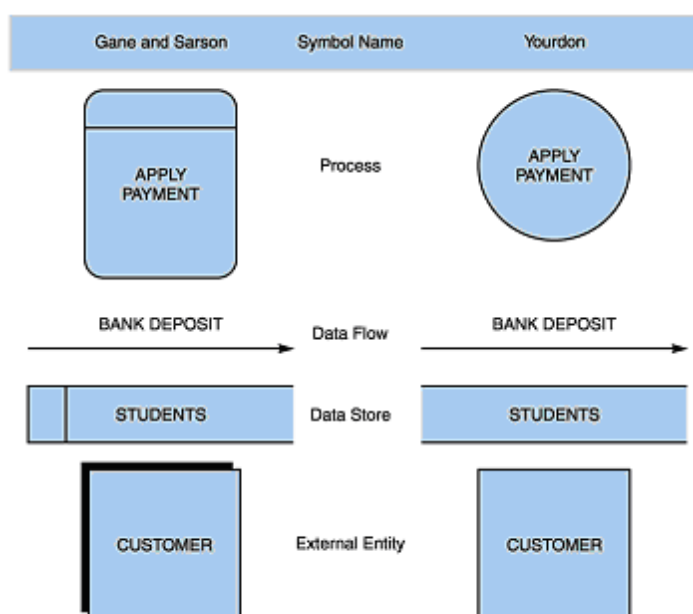 Gane and Sarson Symbol Name Yourdon
APPLY
PAYMENT
Process
APPLY
PAYMENT
BANK DEPOSIT
Data Flow
BANK DEPOSIT
STUDENTS Data Store STUDENTS
CUSTOMER External Entity CUSTOMER